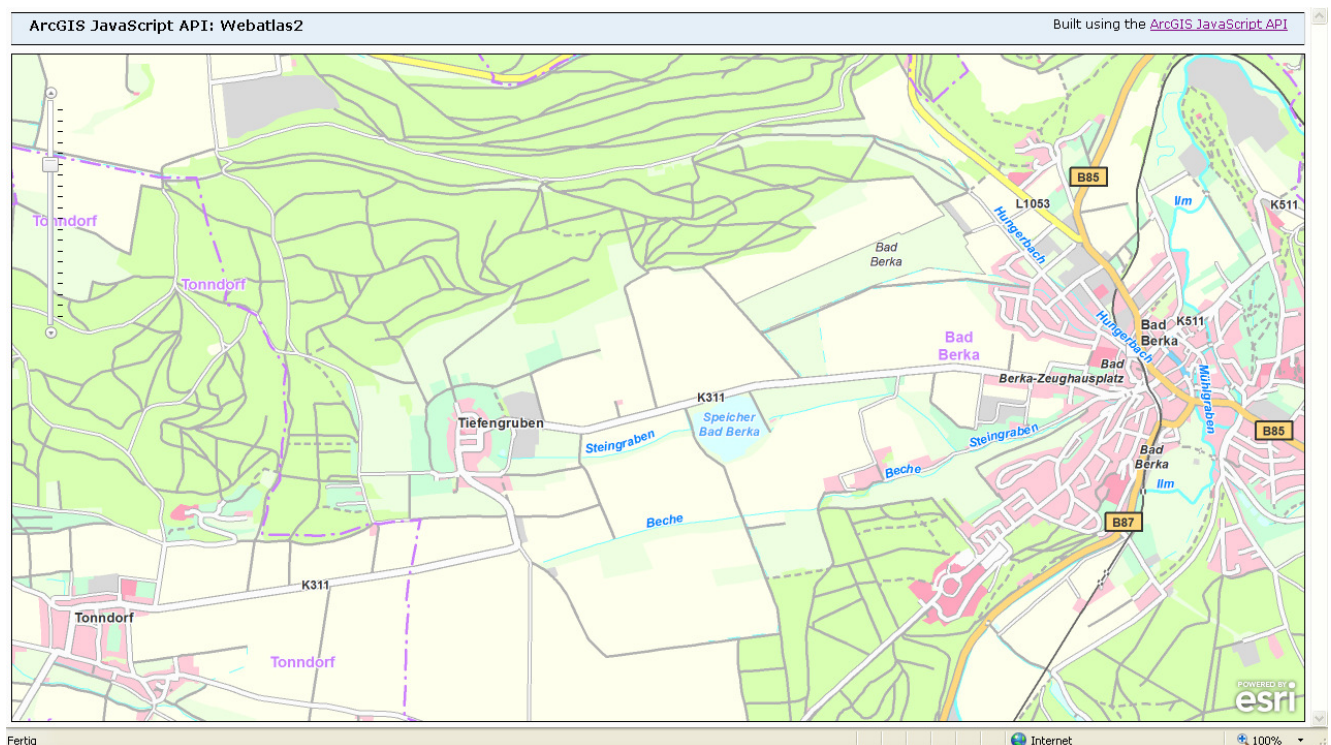 ArcGIS JavaScript API: Webatlas2
Built using the ArcGIS JavaScript API
B85
Tonndorf
L1053
Ilm
K511
Hungerbach
Bad
Berka
Tonndorf
Hungerbach
Bad
Berka
K511
Bad
Berka
Bad
Berka-Zeughausplatz
Mühlgraben
K311
Tiefengruben
Speicher
Bad Berka
Steingraben
Steingraben
B85
Bad
Berka
Beche
Ilm
Beche
B87
K311
Tonndorf
Tonndorf
POWERED BY
esri
Fertig
Internet
100%